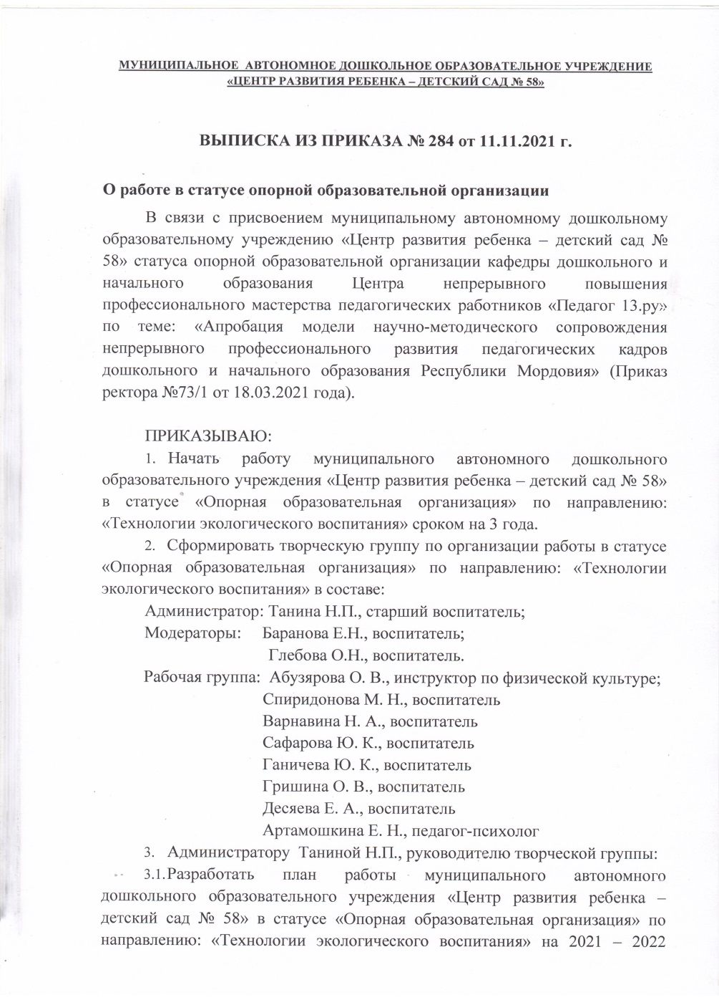 МУНИЦИПАЛЬНОЕ АВТОНОМНОЕ ДОШКОЛЬНОЕ ОБРАЗОВАТЕЛЬНОЕ УЧРЕЖДЕНИЕ
«ЦЕНТР РАЗВИТИЯ РЕБЕНКА – ДЕТСКИЙ САД № 58»
ВЫПИСКА ИЗ ПРИКАЗА № 284 от 11.11.2021 г.
О работе в статусе опорной образовательной организации
В связи с присвоением муниципальному автономному дошкольному
образовательному учреждению «Центр развития ребенка – детский сад №
58» статуса опорной образовательной организации кафедры дошкольного и
начального образования Центра непрерывного повышения
профессионального мастерства педагогических работников «Педагог 13.ру»
по теме: «Апробация модели научно-методического сопровождения
непрерывного профессионального развития педагогических кадров
дошкольного и начального образования Республики Мордовия» (Приказ
ректора №73/1 от 18.03.2021 года).
ПРИКАЗЫВАЮ:
1. Начать работу муниципального автономного дошкольного
образовательного учреждения «Центр развития ребенка – детский сад № 58»
в статусе «Опорная образовательная организация» по направлению:
«Технологии экологического воспитания» сроком на 3 года.
2. Сформировать творческую группу по организации работы в статусе
«Опорная образовательная организация» по направлению: «Технологии
экологического воспитания» в составе:
Администратор: Танина Н.П., старший воспитатель;
Модераторы: Баранова Е.Н., воспитатель;
Глебова О.Н., воспитатель.
Рабочая группа: Абузярова О. В., инструктор по физической культуре;
Спиридонова М. Н., воспитатель
Варнавина Н. А., воспитатель
Сафарова Ю. К., воспитатель
Ганичева Ю. К., воспитатель
Гришина О. В., воспитатель
Десяева Е. А., воспитатель
Артамошкина Е. Н., педагог-психолог
3. Администратору Таниной Н.П., руководителю творческой группы:
3.1.Разработать план работы муниципального автономного
дошкольного образовательного учреждения «Центр развития ребенка –
детский сад № 58» в статусе «Опорная образовательная организация» по
направлению: «Технологии экологического воспитания» на 2021 – 2022